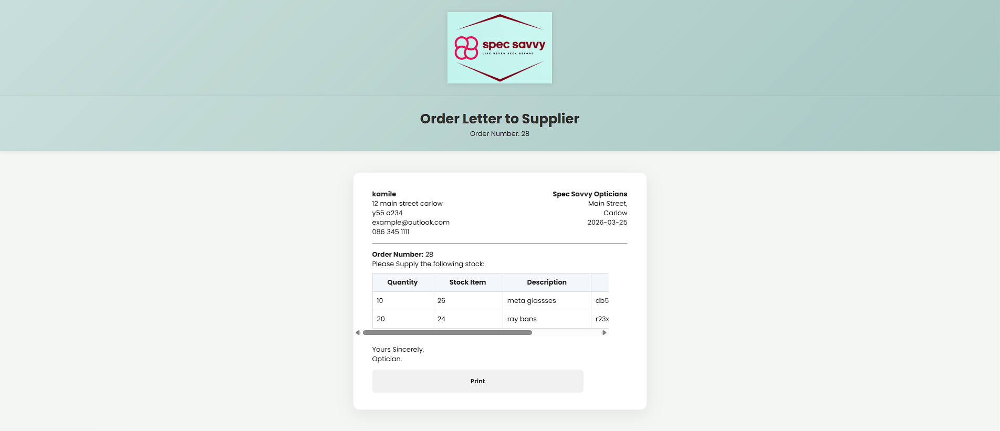 spec savvy
LIKE NEVER SEEN BEFORE
Order Letter to Supplier
Order Number: 28
kamile
12 main street carlow
y55 d234
example@outlook.com
086 345 1111
Spec Savvy Opticians
Main Street,
Carlow
2026-03-25
Order Number: 28
Please Supply the following stock:
Quantity Stock Item Description
10 26 meta glassses db5
20 24 ray bans r23x
Yours Sincerely,
Optician.
Print